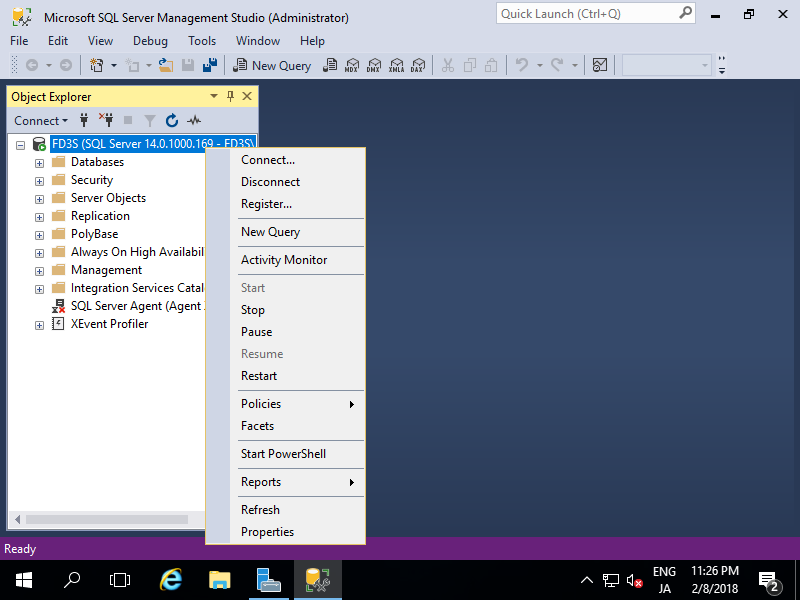 Microsoft SQL Server Management Studio (Administrator)
Quick Launch (Ctrl+Q)
File Edit View Debug Tools Window Help
New Query MDX DMX XMLA DAX
Object Explorer
Connect
FD3S (SQL Server 14.0.1000.169 - FD3S\
Databases
Security
Server Objects
Replication
PolyBase
Always On High Availabil
Management
Integration Services Catal
SQL Server Agent (Agent
XEvent Profiler
Connect...
Disconnect
Register...
New Query
Activity Monitor
Start
Stop
Pause
Resume
Restart
Policies
Facets
Start PowerShell
Reports
Refresh
Properties
Ready
ENG
JA
11:26 PM
2/8/2018
2